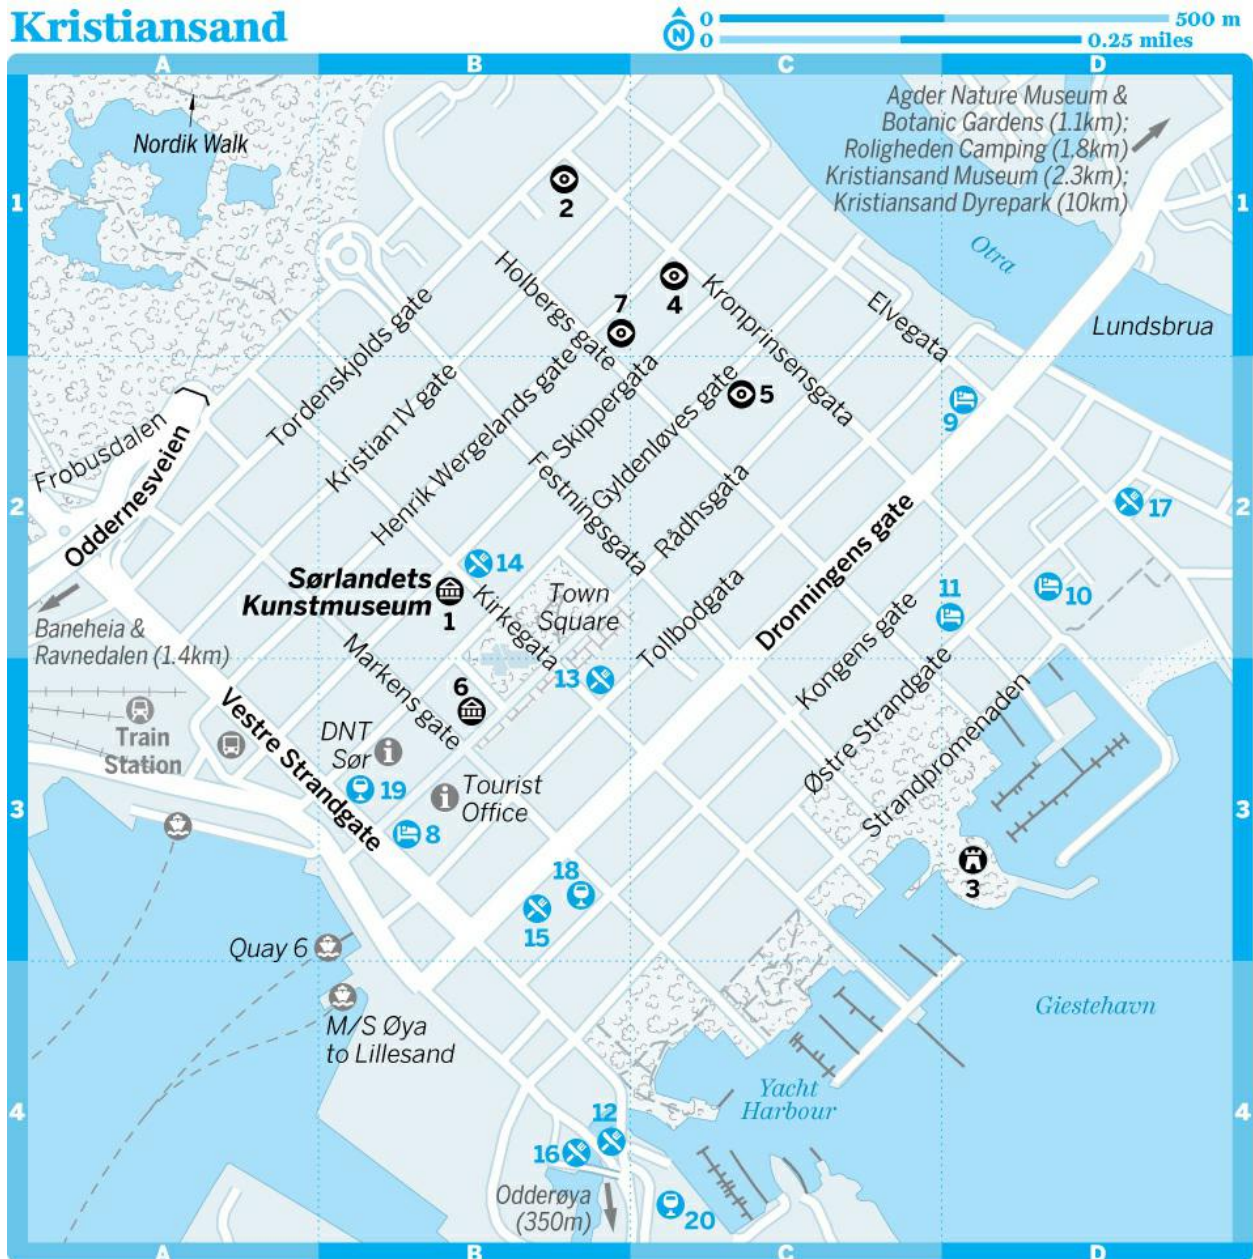 Kristiansand
N
0
500 m
0
0.25 miles
A
B
C
D
1
1
Nordik Walk
Agder Nature Museum &
Botanic Gardens (1.1km);
Roligheden Camping (1.8km)
Kristiansand Museum (2.3km);
Kristiansand Dyrepark (10km)
2
Otra
Holbergs gate
4
7
Kronprinsensgata
Elvegata
Lundsbrua
Tordenskjolds gate
Kristian IV gate
Henrik Wergelands gate
Skippergata
Gyldenløves gate
5
9
Frobusdalen
Oddernesveien
Festningsgata
Rådhsgata
Dronningens gate
2
2
17
14
Sørlandets
Kunstmuseum
1
Kirkegata
Town
Square
Tollbodgata
11
10
Kongens gate
Baneheia &
Ravnedalen (1.4km)
Markens gate
13
6
Østre Strandgate
Strandpromenaden
Vestre Strandgate
Train
Station
DNT
Sør
19
Tourist
Office
8
3
3
3
18
15
Quay 6
M/S Øya
to Lillesand
Giestehavn
Yacht
Harbour
4
4
12
16
Odderøya
(350m)
20
A
B
C
D